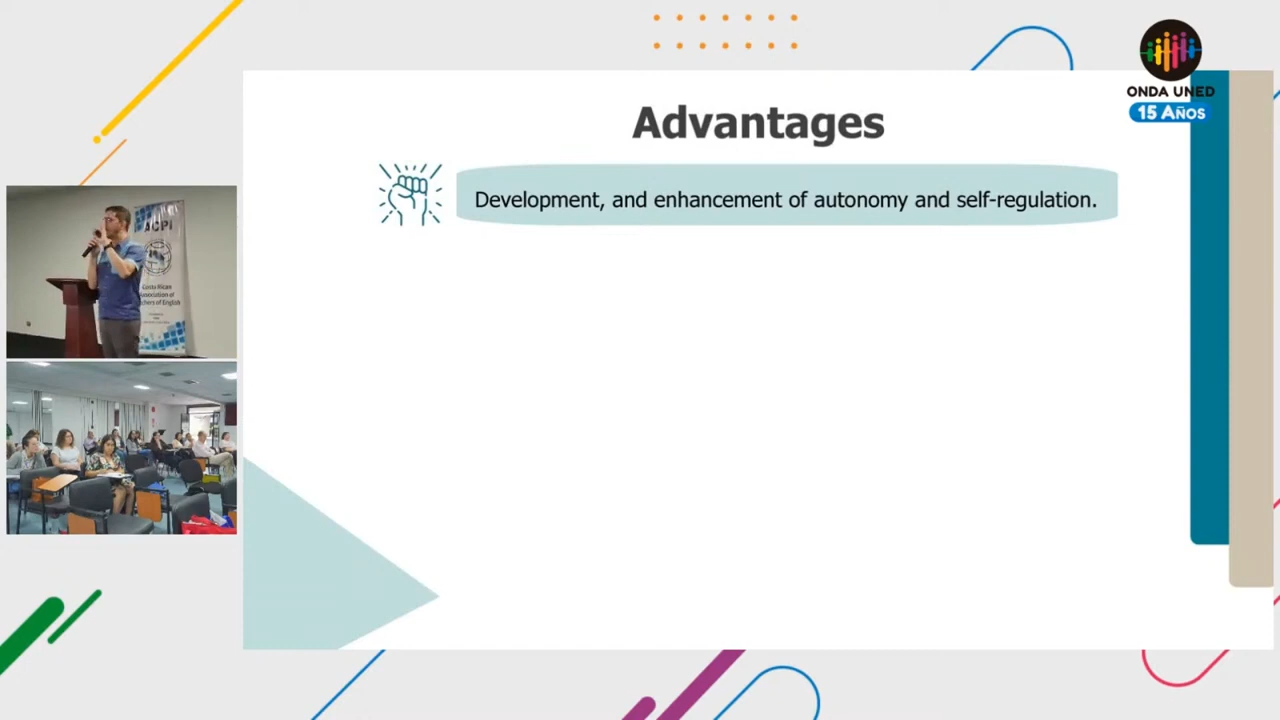 ONDA UNED
15 AÑOS
Advantages
Development, and enhancement of autonomy and self-regulation.
ACPI
Costa Rican
Association of
Teachers of English